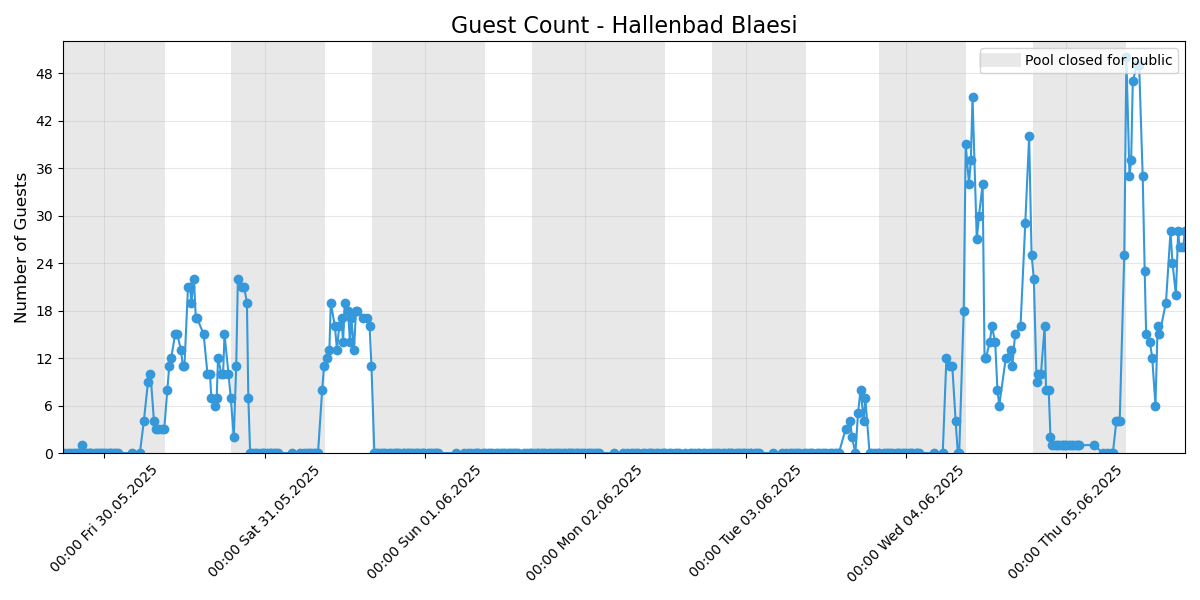 Guest Count - Hallenbad Blaesi
Pool closed for public
Number of Guests
48
42
36
30
24
18
12
6
0
00:00 Fri 30.05.2025
00:00 Sat 31.05.2025
00:00 Sun 01.06.2025
00:00 Mon 02.06.2025
00:00 Tue 03.06.2025
00:00 Wed 04.06.2025
00:00 Thu 05.06.2025